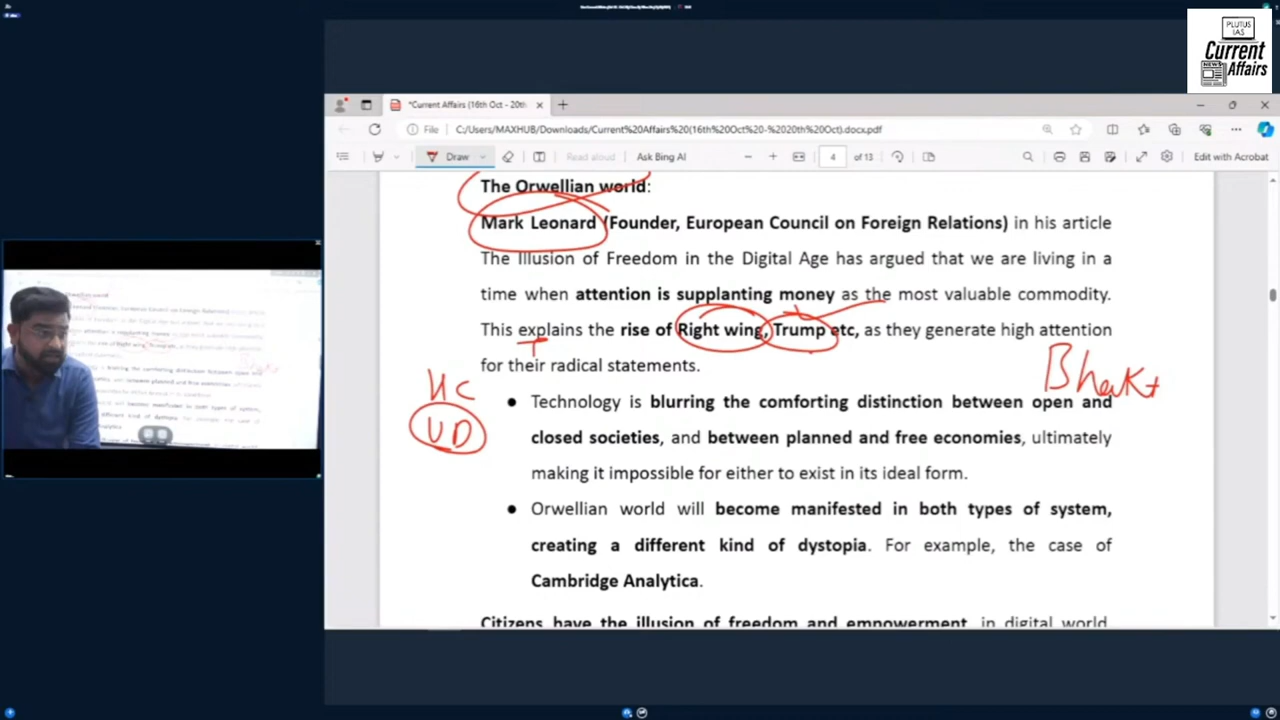 PLUTUS
IAS
Current
NEWS
Affairs
*Current Affairs (16th Oct - 20th
File C:/Users/MAXHUB/Downloads/Current%20Affairs%20(16th%20Oct%20-%2020th%20Oct).docx.pdf
Draw Read aloud Ask Bing AI 4 of 13 Edit with Acrobat
The Orwellian world:
Mark Leonard (Founder, European Council on Foreign Relations) in his article
The Illusion of Freedom in the Digital Age has argued that we are living in a
time when attention is supplanting money as the most valuable commodity.
This explains the rise of Right wing, Trump etc, as they generate high attention
for their radical statements.
Bhakt
HC
UD
● Technology is blurring the comforting distinction between open and
closed societies, and between planned and free economies, ultimately
making it impossible for either to exist in its ideal form.
● Orwellian world will become manifested in both types of system,
creating a different kind of dystopia. For example, the case of
Cambridge Analytica.
Citizens have the illusion of freedom and empowerment, in digital world,